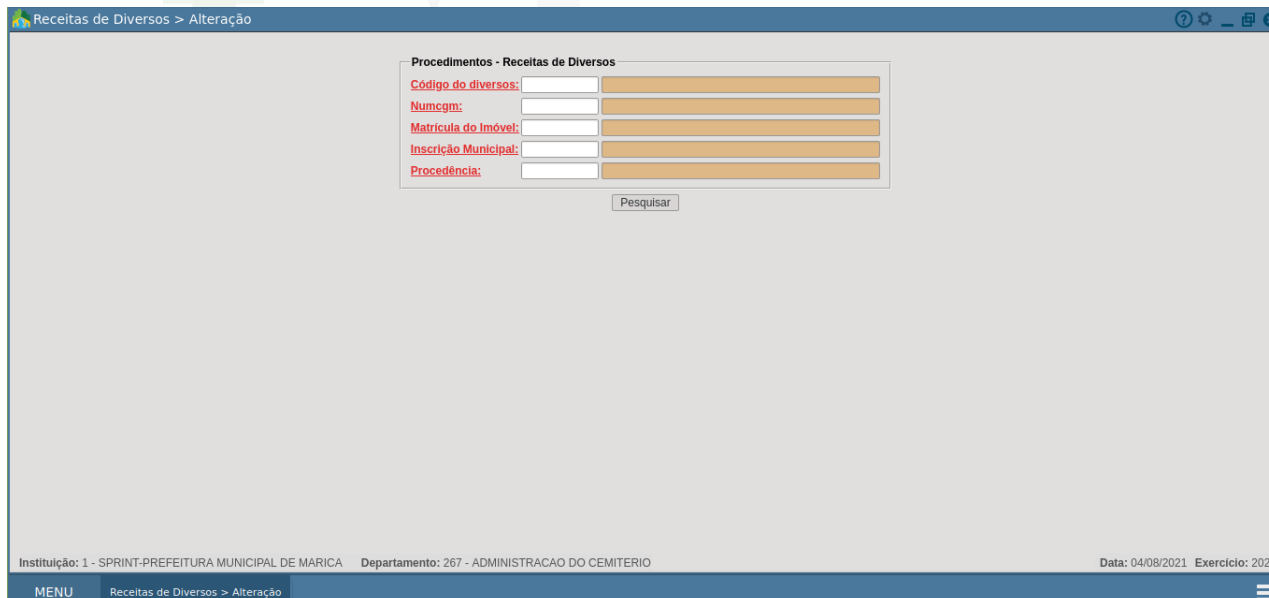 Receitas de Diversos > Alteração
Procedimentos - Receitas de Diversos
Código do diversos:
Numcgm:
Matrícula do Imóvel:
Inscrição Municipal:
Procedência:
Pesquisar
Instituição: 1 - SPRINT-PREFEITURA MUNICIPAL DE MARICA Departamento: 267 - ADMINISTRACAO DO CEMITERIO Data: 04/08/2021 Exercício: 202
MENU Receitas de Diversos > Alteração